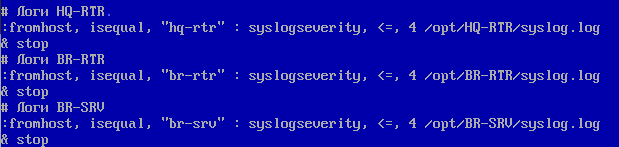 # Логи HQ-RTR.
:fromhost, isequal, "hq-rtr" : syslogseverity, <=, 4 /opt/HQ-RTR/syslog.log
& stop
# Логи BR-RTR
:fromhost, isequal, "br-rtr" : syslogseverity, <=, 4 /opt/BR-RTR/syslog.log
& stop
# Логи BR-SRV
:fromhost, isequal, "br-srv" : syslogseverity, <=, 4 /opt/BR-SRV/syslog.log
& stop